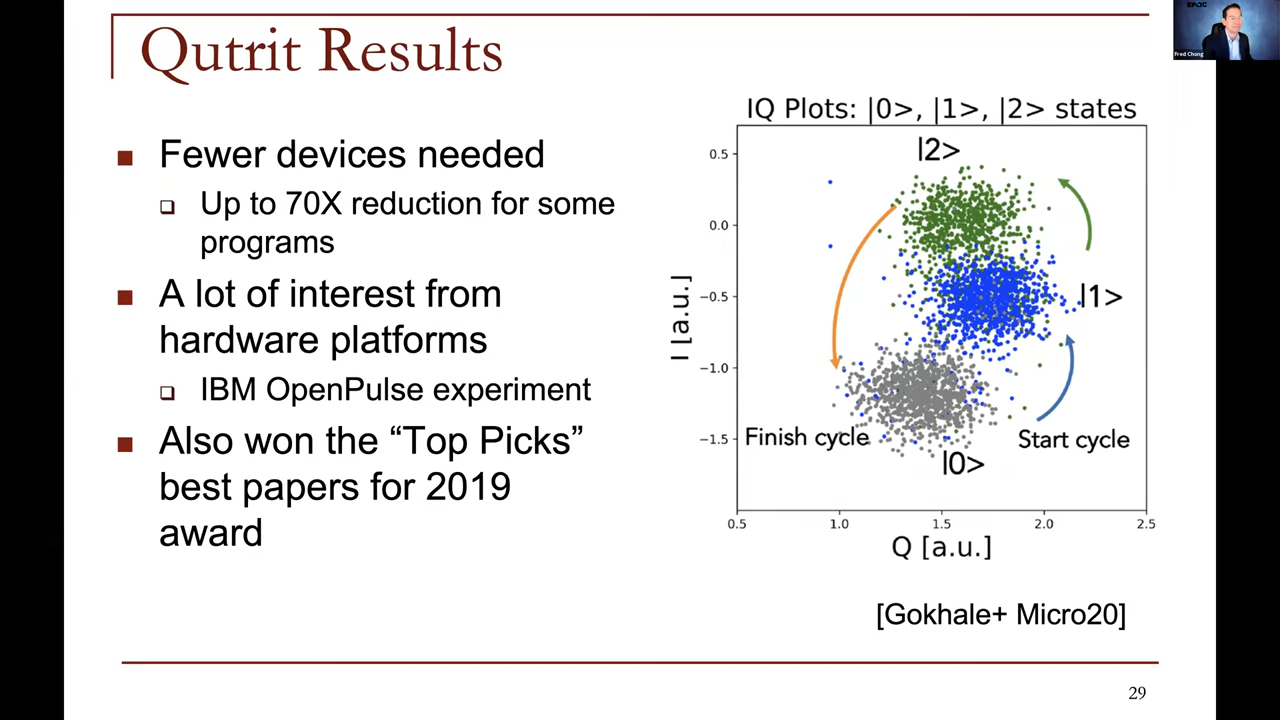 Qutrit Results
Fewer devices needed
Up to 70X reduction for some
programs
A lot of interest from
hardware platforms
IBM OpenPulse experiment
Also won the “Top Picks”
best papers for 2019
award
IQ Plots: |0>, |1>, |2> states
|2>
|1>
|0>
Finish cycle
Start cycle
I [a.u.]
0.5
0.0
−0.5
−1.0
−1.5
0.5
1.0
1.5
2.0
2.5
Q [a.u.]
[Gokhale+ Micro20]
29
EPiQC
Fred Chong